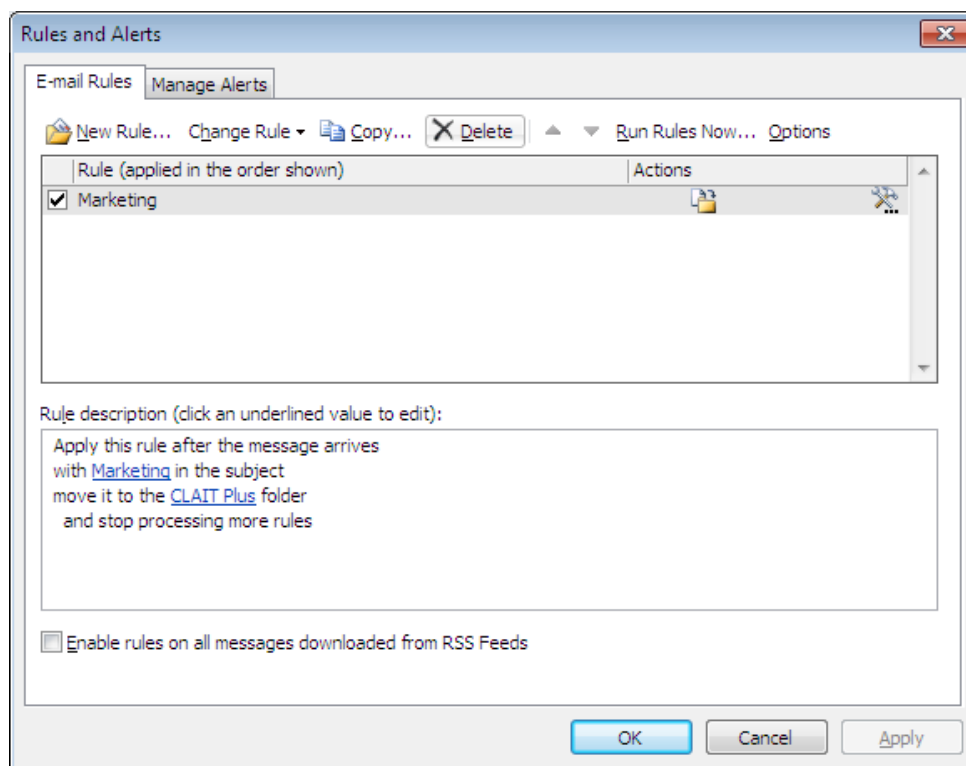 Rules and Alerts
E-mail Rules Manage Alerts
New Rule... Change Rule Copy... Delete Run Rules Now... Options
Rule (applied in the order shown) Actions
Marketing
Rule description (click an underlined value to edit):
Apply this rule after the message arrives
with Marketing in the subject
move it to the CLAIT Plus folder
and stop processing more rules
Enable rules on all messages downloaded from RSS Feeds
OK Cancel Apply